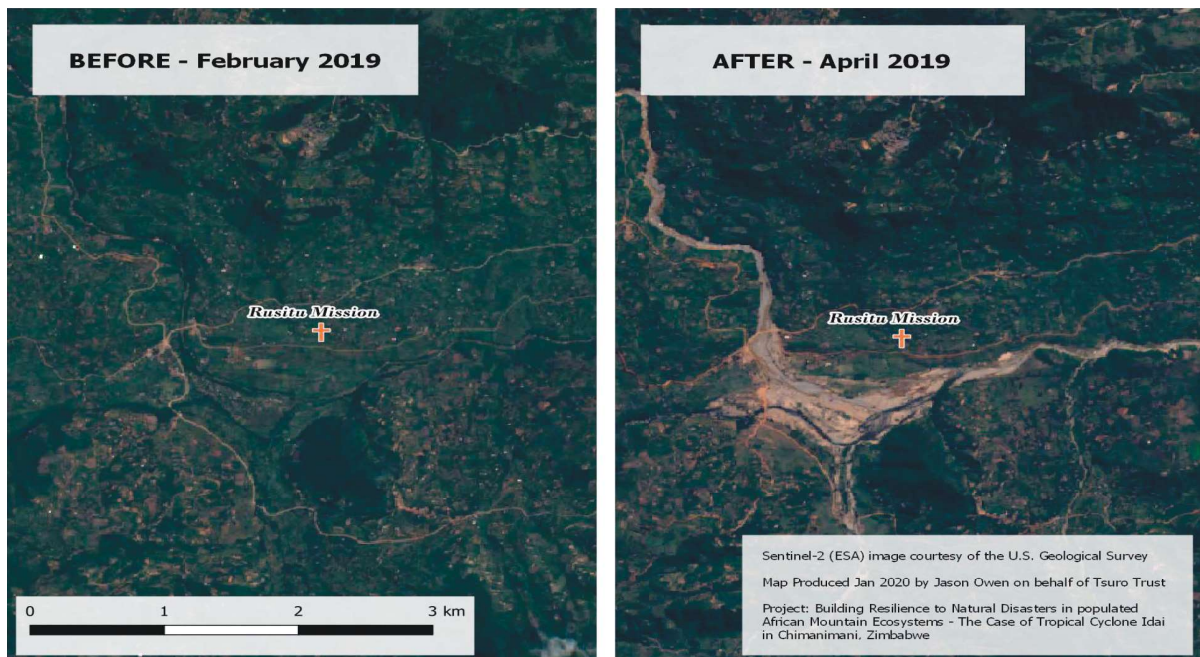 BEFORE - February 2019
Rusitu Mission
0 1 2 3 km
AFTER - April 2019
Rusitu Mission
Sentinel-2 (ESA) image courtesy of the U.S. Geological Survey
Map Produced Jan 2020 by Jason Owen on behalf of Tsuro Trust
Project: Building Resilience to Natural Disasters in populated
African Mountain Ecosystems - The Case of Tropical Cyclone Idai
in Chimanimani, Zimbabwe